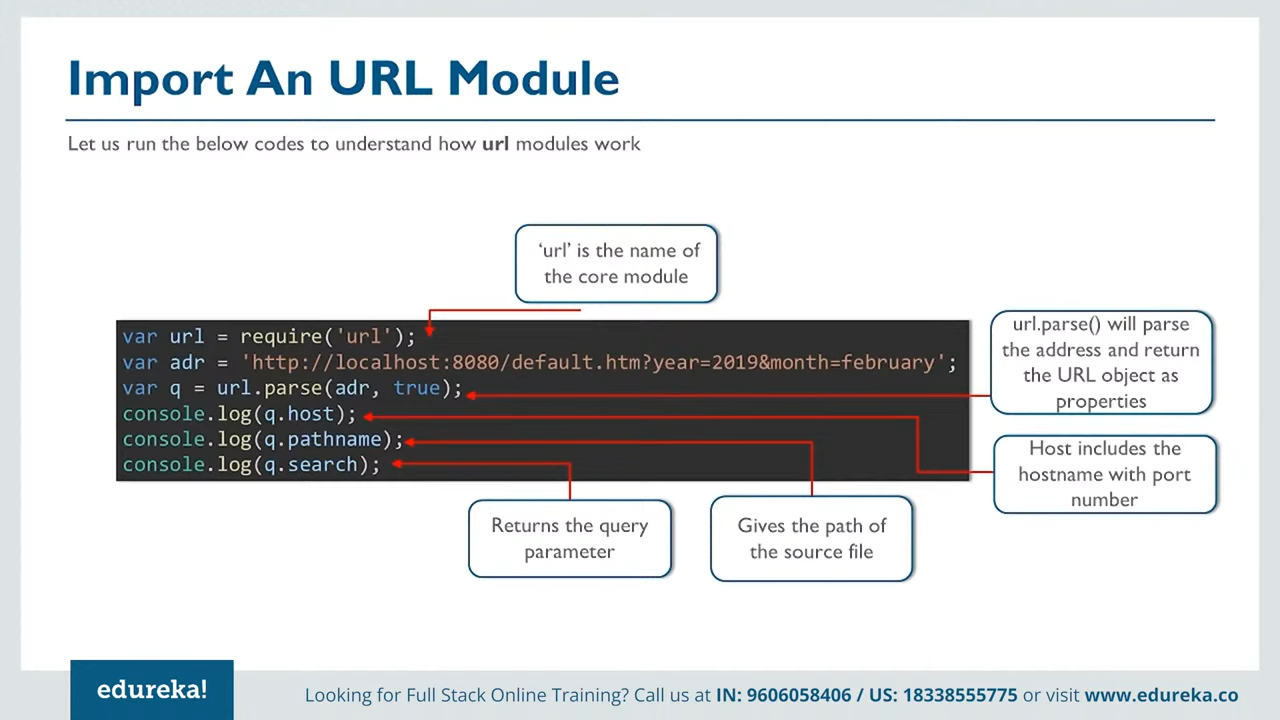 Import An URL Module
Let us run the below codes to understand how url modules work
‘url’ is the name of
the core module
var url = require('url');
var adr = 'http://localhost:8080/default.htm?year=2019&month=february';
var q = url.parse(adr, true);
console.log(q.host);
console.log(q.pathname);
console.log(q.search);
url.parse() will parse
the address and return
the URL object as
properties
Host includes the
hostname with port
number
Returns the query
parameter
Gives the path of
the source file
edureka!
Looking for Full Stack Online Training? Call us at IN: 9606058406 / US: 18338555775 or visit www.edureka.co